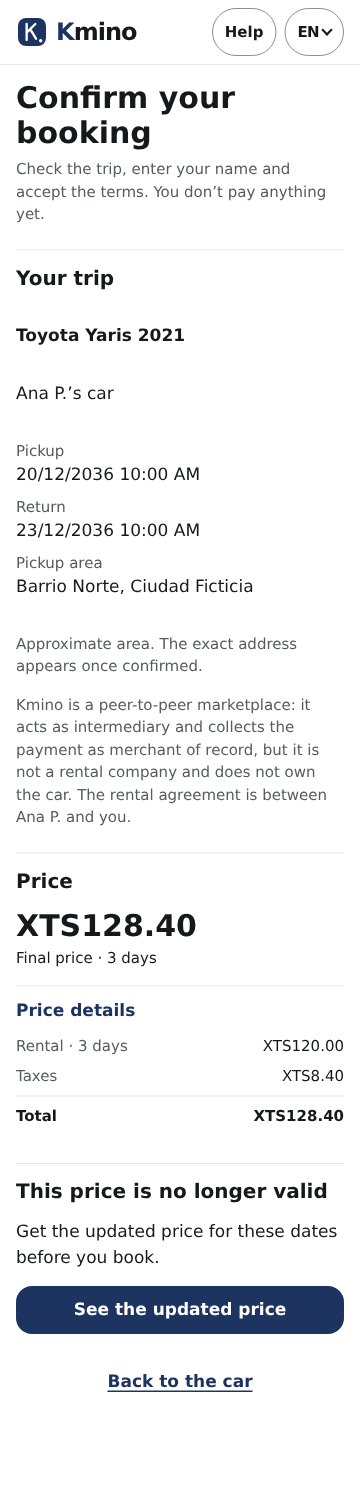 Kmino
Help
EN
Confirm your
booking
Check the trip, enter your name and
accept the terms. You don’t pay anything
yet.
Your trip
Toyota Yaris 2021
Ana P.’s car
Pickup
20/12/2036 10:00 AM
Return
23/12/2036 10:00 AM
Pickup area
Barrio Norte, Ciudad Ficticia
Approximate area. The exact address
appears once confirmed.
Kmino is a peer-to-peer marketplace: it
acts as intermediary and collects the
payment as merchant of record, but it is
not a rental company and does not own
the car. The rental agreement is between
Ana P. and you.
Price
XTS128.40
Final price · 3 days
Price details
Rental · 3 days XTS120.00
Taxes XTS8.40
Total XTS128.40
This price is no longer valid
Get the updated price for these dates
before you book.
See the updated price
Back to the car